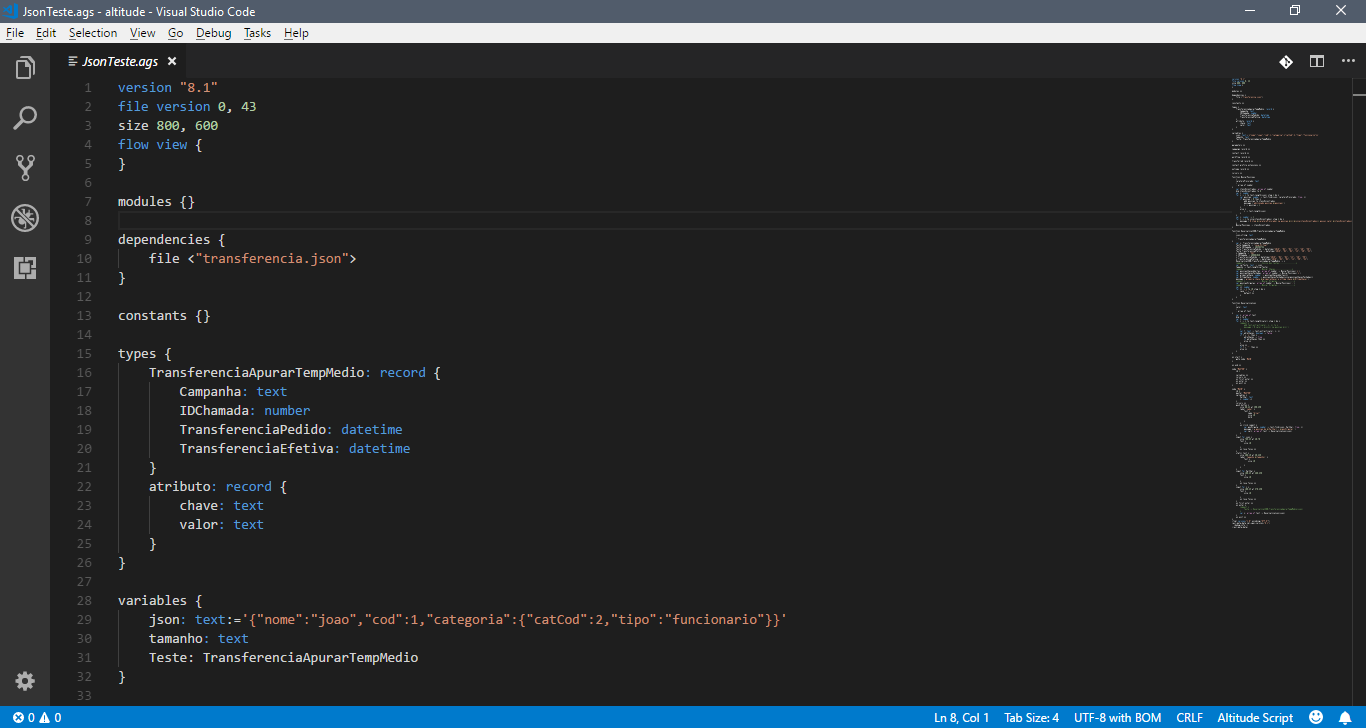 JsonTeste.ags - altitude - Visual Studio Code
File Edit Selection View Go Debug Tasks Help
JsonTeste.ags
1 version "8.1"
2 file version 0, 43
3 size 800, 600
4 flow view {
5 }
6
7 modules {}
8
9 dependencies {
10 file <"transferencia.json">
11 }
12
13 constants {}
14
15 types {
16 TransferenciaApurarTempMedio: record {
17 Campanha: text
18 IDChamada: number
19 TransferenciaPedido: datetime
20 TransferenciaEfetiva: datetime
21 }
22 atributo: record {
23 chave: text
24 valor: text
25 }
26 }
27
28 variables {
29 json: text:='{"nome":"joao","cod":1,"categoria":{"catCod":2,"tipo":"funcionario"}}'
30 tamanho: text
31 Teste: TransferenciaApurarTempMedio
32 }
33
0 0 Ln 8, Col 1 Tab Size: 4 UTF-8 with BOM CRLF Altitude Script